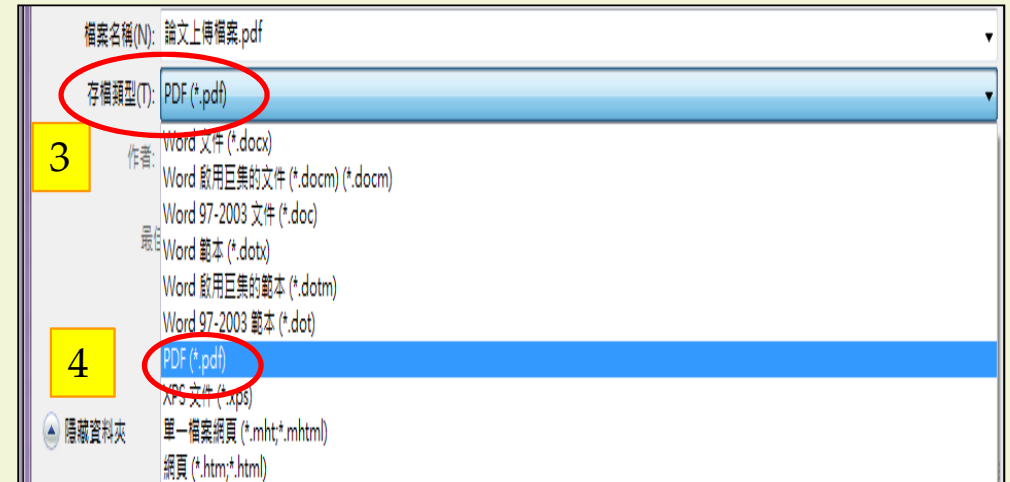 檔案名稱(N): 論文上傳檔案.pdf
存檔類型(T): PDF (*.pdf)
3
作者:
Word 文件 (*.docx)
Word 啟用巨集的文件 (*.docm) (*.docm)
Word 97-2003 文件 (*.doc)
最
Word 範本 (*.dotx)
Word 啟用巨集的範本 (*.dotm)
Word 97-2003 範本 (*.dot)
4
PDF (*.pdf)
XPS 文件 (*.xps)
隱藏資料夾
單一檔案網頁 (*.mht;*.mhtml)
網頁 (*.htm;*.html)